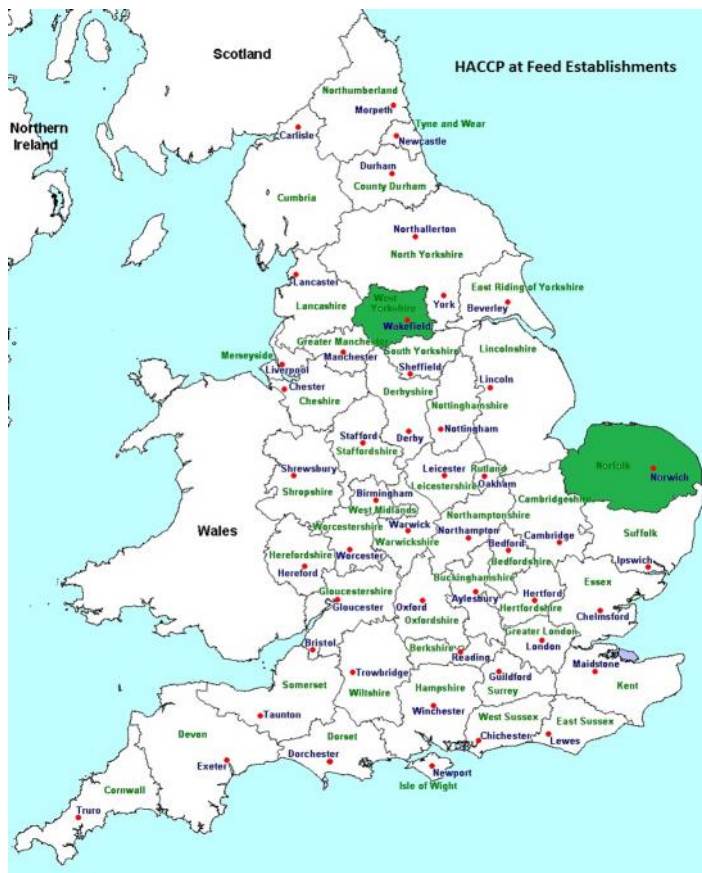 Scotland
HACCP at Feed Establishments
Northumberland
Morpeth
Northern
Ireland
Tyne and Wear
Carlisle
Newcastle
Durham
County Durham
Cumbria
Northallerton
North Yorkshire
Lancaster
East Riding of Yorkshire
West
Yorkshire
York
Beverley
Lancashire
Wakefield
Greater Manchester
Merseyside
Manchester
South Yorkshire
Lincolnshire
Liverpool
Sheffield
Chester
Cheshire
Derbyshire
Lincoln
Nottinghamshire
Stafford
Derby
Nottingham
Staffordshire
Shrewsbury
Leicester
Rutland
Norfolk
Norwich
Leicestershire
Oakham
Shropshire
Birmingham
West Midlands
Cambridgeshire
Northamptonshire
Wales
Worcestershire
Warwick
Northampton
Cambridge
Suffolk
Warwickshire
Bedford
Herefordshire
Worcester
Bedfordshire
Hereford
Ipswich
Buckinghamshire
Essex
Gloucestershire
Aylesbury
Hertford
Gloucester
Oxford
Hertfordshire
Chelmsford
Oxfordshire
Greater London
Bristol
Berkshire
London
Reading
Maidstone
Trowbridge
Guildford
Somerset
Hampshire
Surrey
Kent
Wiltshire
Winchester
Taunton
West Sussex
East Sussex
Devon
Dorset
Chichester
Lewes
Dorchester
Exeter
Newport
Isle of Wight
Cornwall
Truro